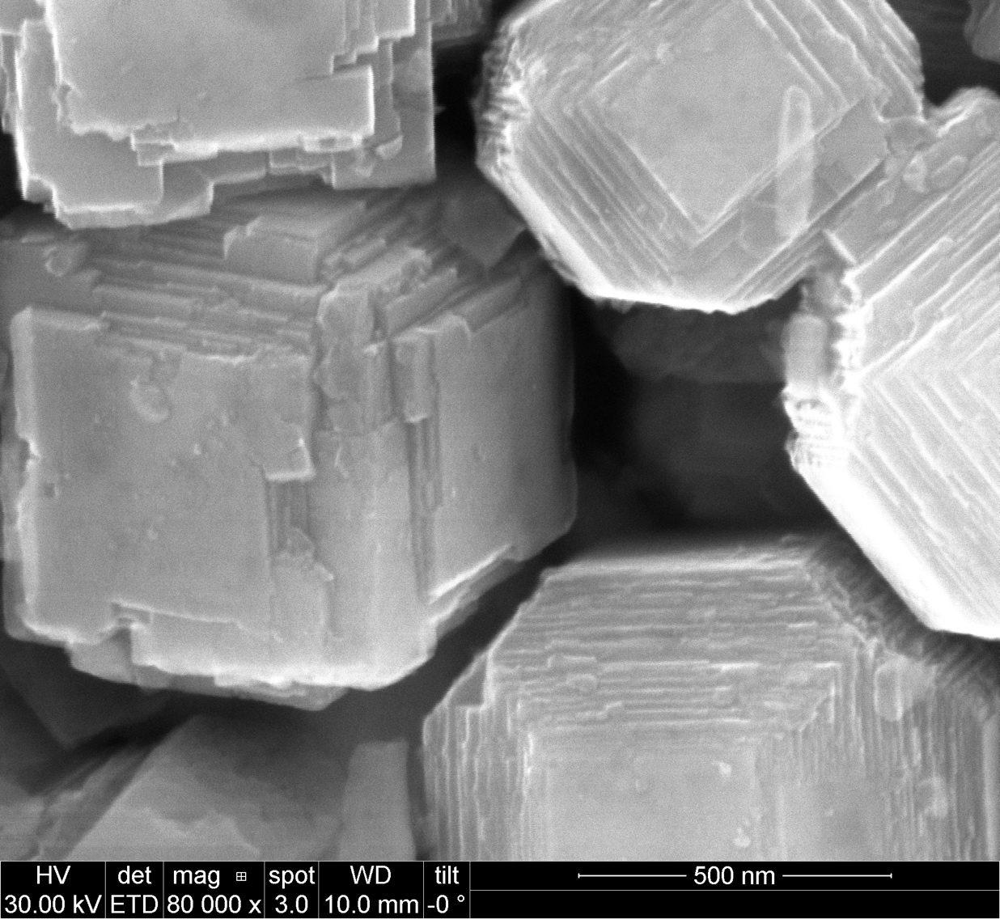 HV det mag ⊞ spot WD tilt
30.00 kV ETD 80 000 x 3.0 10.0 mm -0 °
500 nm